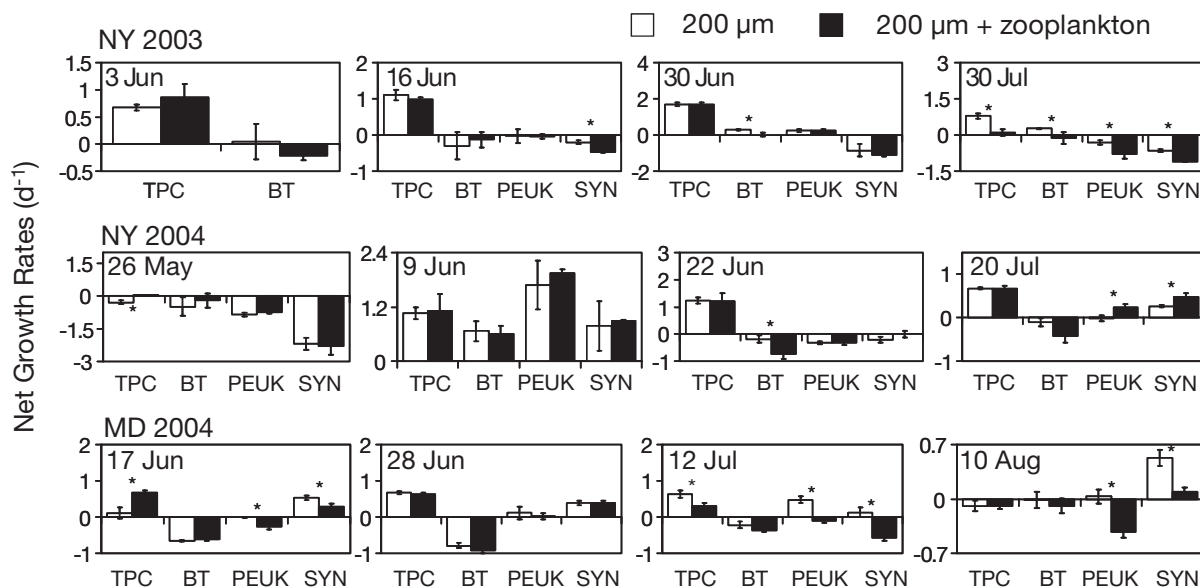 200 µm 200 µm + zooplankton
Net Growth Rates (d-1)
NY 2003
3 Jun
1.5
1
0.5
0
-0.5
TPC BT
16 Jun
2
1
0
-1
TPC BT PEUK SYN
*
30 Jun
4
2
0
-2
TPC BT PEUK SYN
*
30 Jul
3
1.5
0
-1.5
TPC BT PEUK SYN
* * * *
NY 2004
26 May
1.5
0
-1.5
-3
TPC BT PEUK SYN
*
9 Jun
2.4
1.2
0
TPC BT PEUK SYN
22 Jun
3
2
1
0
-1
TPC BT PEUK SYN
*
20 Jul
1
0
-1
TPC BT PEUK SYN
* *
MD 2004
17 Jun
2
1
0
-1
TPC BT PEUK SYN
* * *
28 Jun
2
1
0
-1
TPC BT PEUK SYN
12 Jul
2
1
0
-1
TPC BT PEUK SYN
* * *
10 Aug
0.7
0
-0.7
TPC BT PEUK SYN
* *